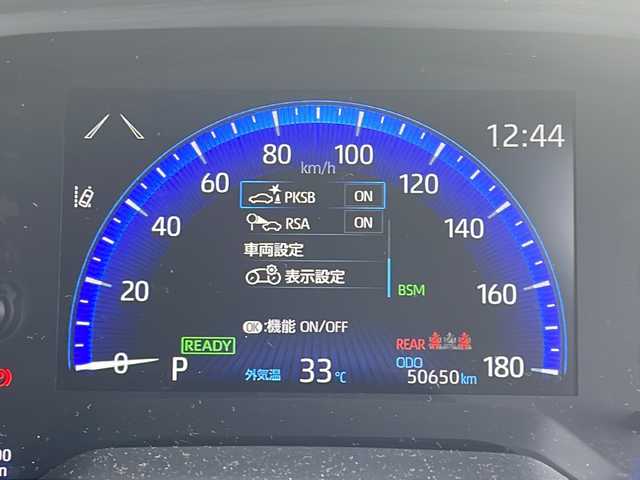 12:44
80 100
km/h
60 120
PKSB ON
40 RSA ON 140
車両設定
表示設定
20 BSM 160
OK:機能 ON/OFF
READY REAR
0 P 外気温 33℃ ODO 180
50650km